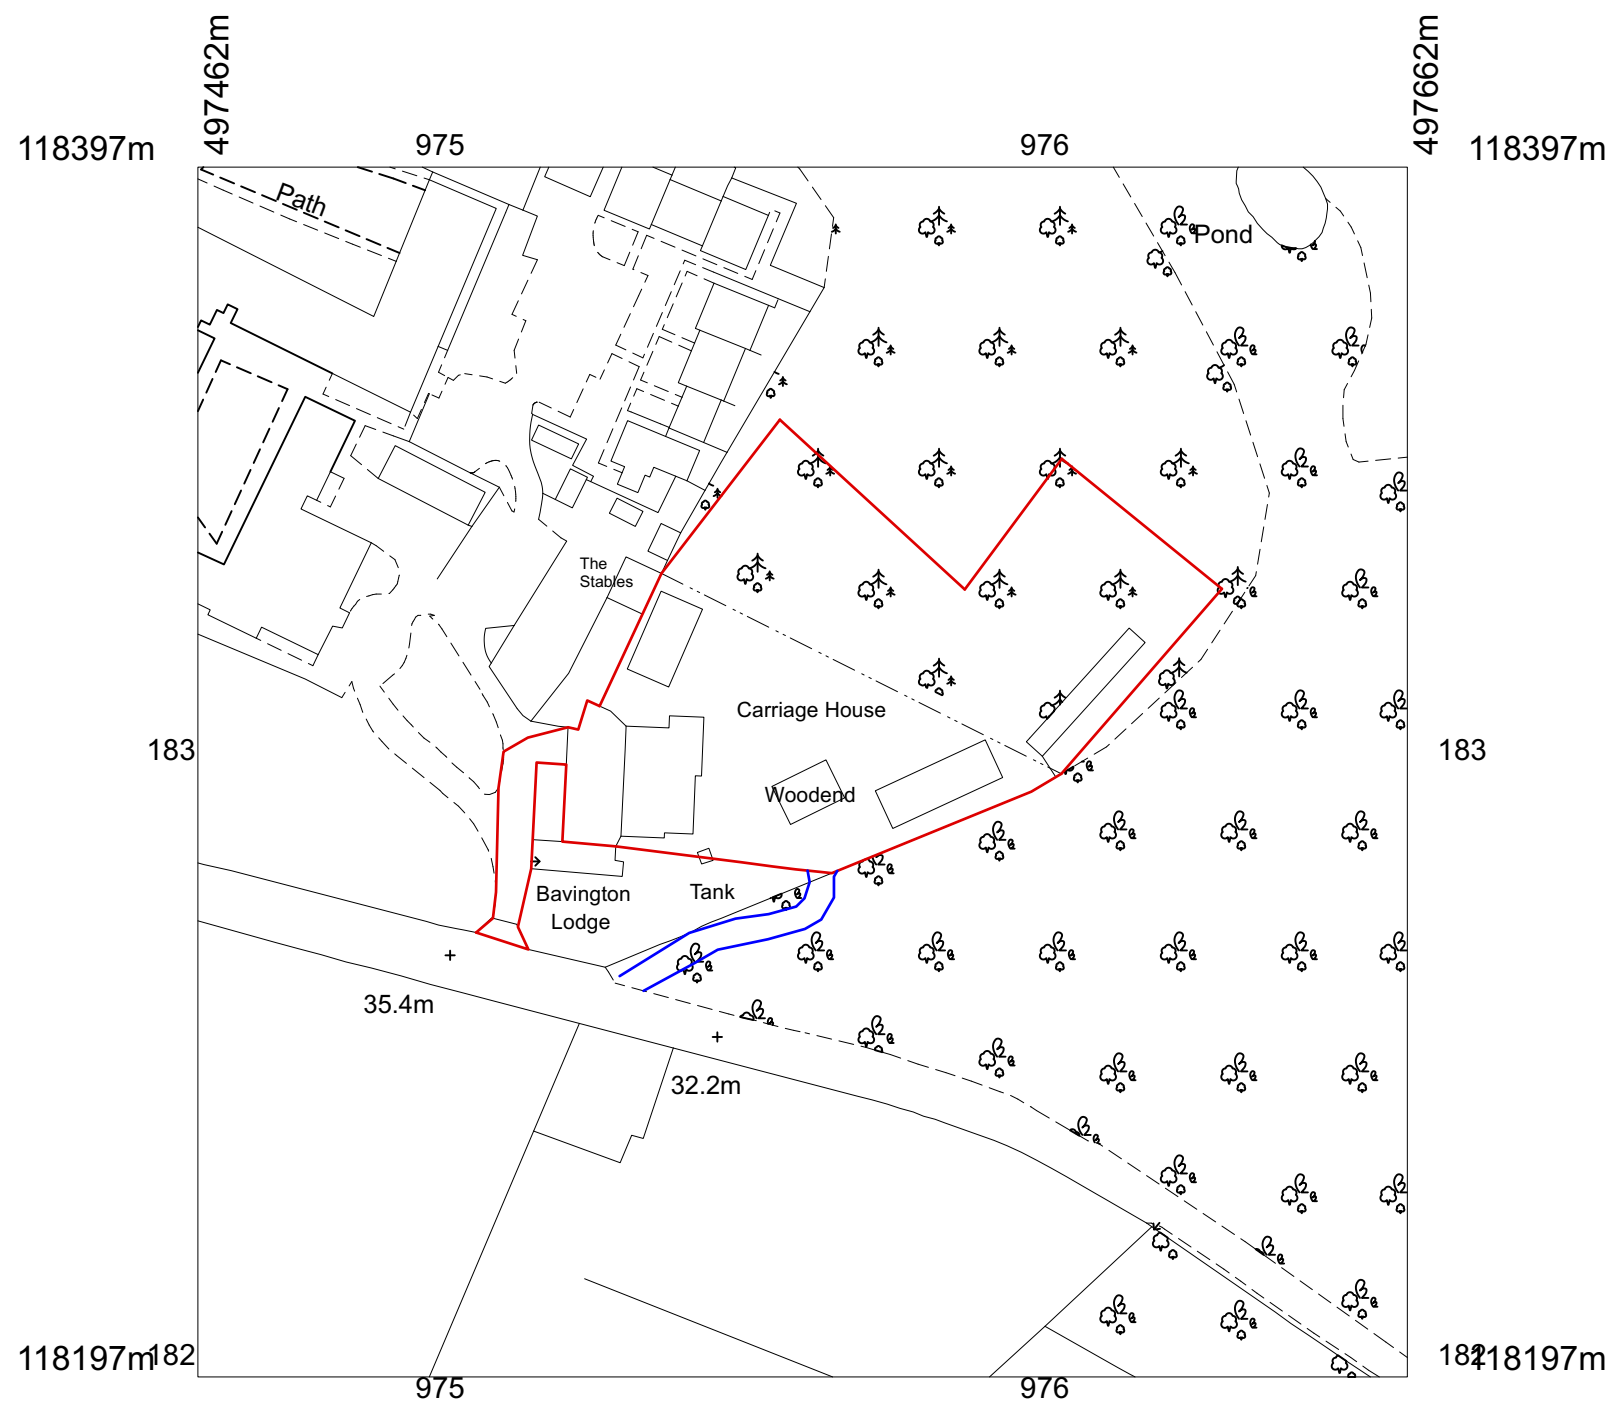 497462m
497662m
118397m
975
976
118397m
Path
Pond
The
Stables
Carriage House
183
183
Woodend
Bavington
Lodge
Tank
35.4m
32.2m
118197m
182
182
118197m
975
976